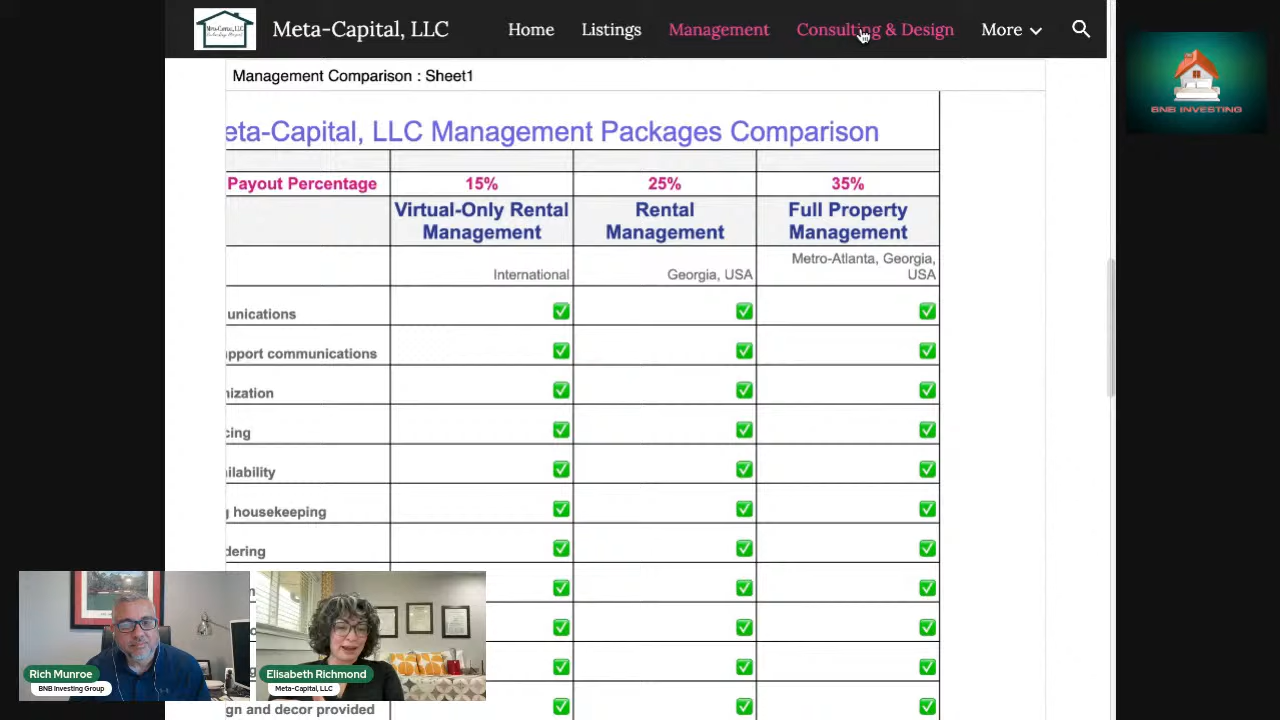 Meta-Capital, LLC
Home
Listings
Management
Consulting & Design
More
BNB INVESTING
Management Comparison : Sheet1
eta-Capital, LLC Management Packages Comparison
Payout Percentage
15%
25%
35%
Virtual-Only Rental
Management
Rental
Management
Full Property
Management
International
Georgia, USA
Metro-Atlanta, Georgia,
USA
unications
upport communications
nization
cing
ilability
g housekeeping
dering
gn and decor provided
Rich Munroe
BNB Investing Group
Elisabeth Richmond
Meta-Capital, LLC